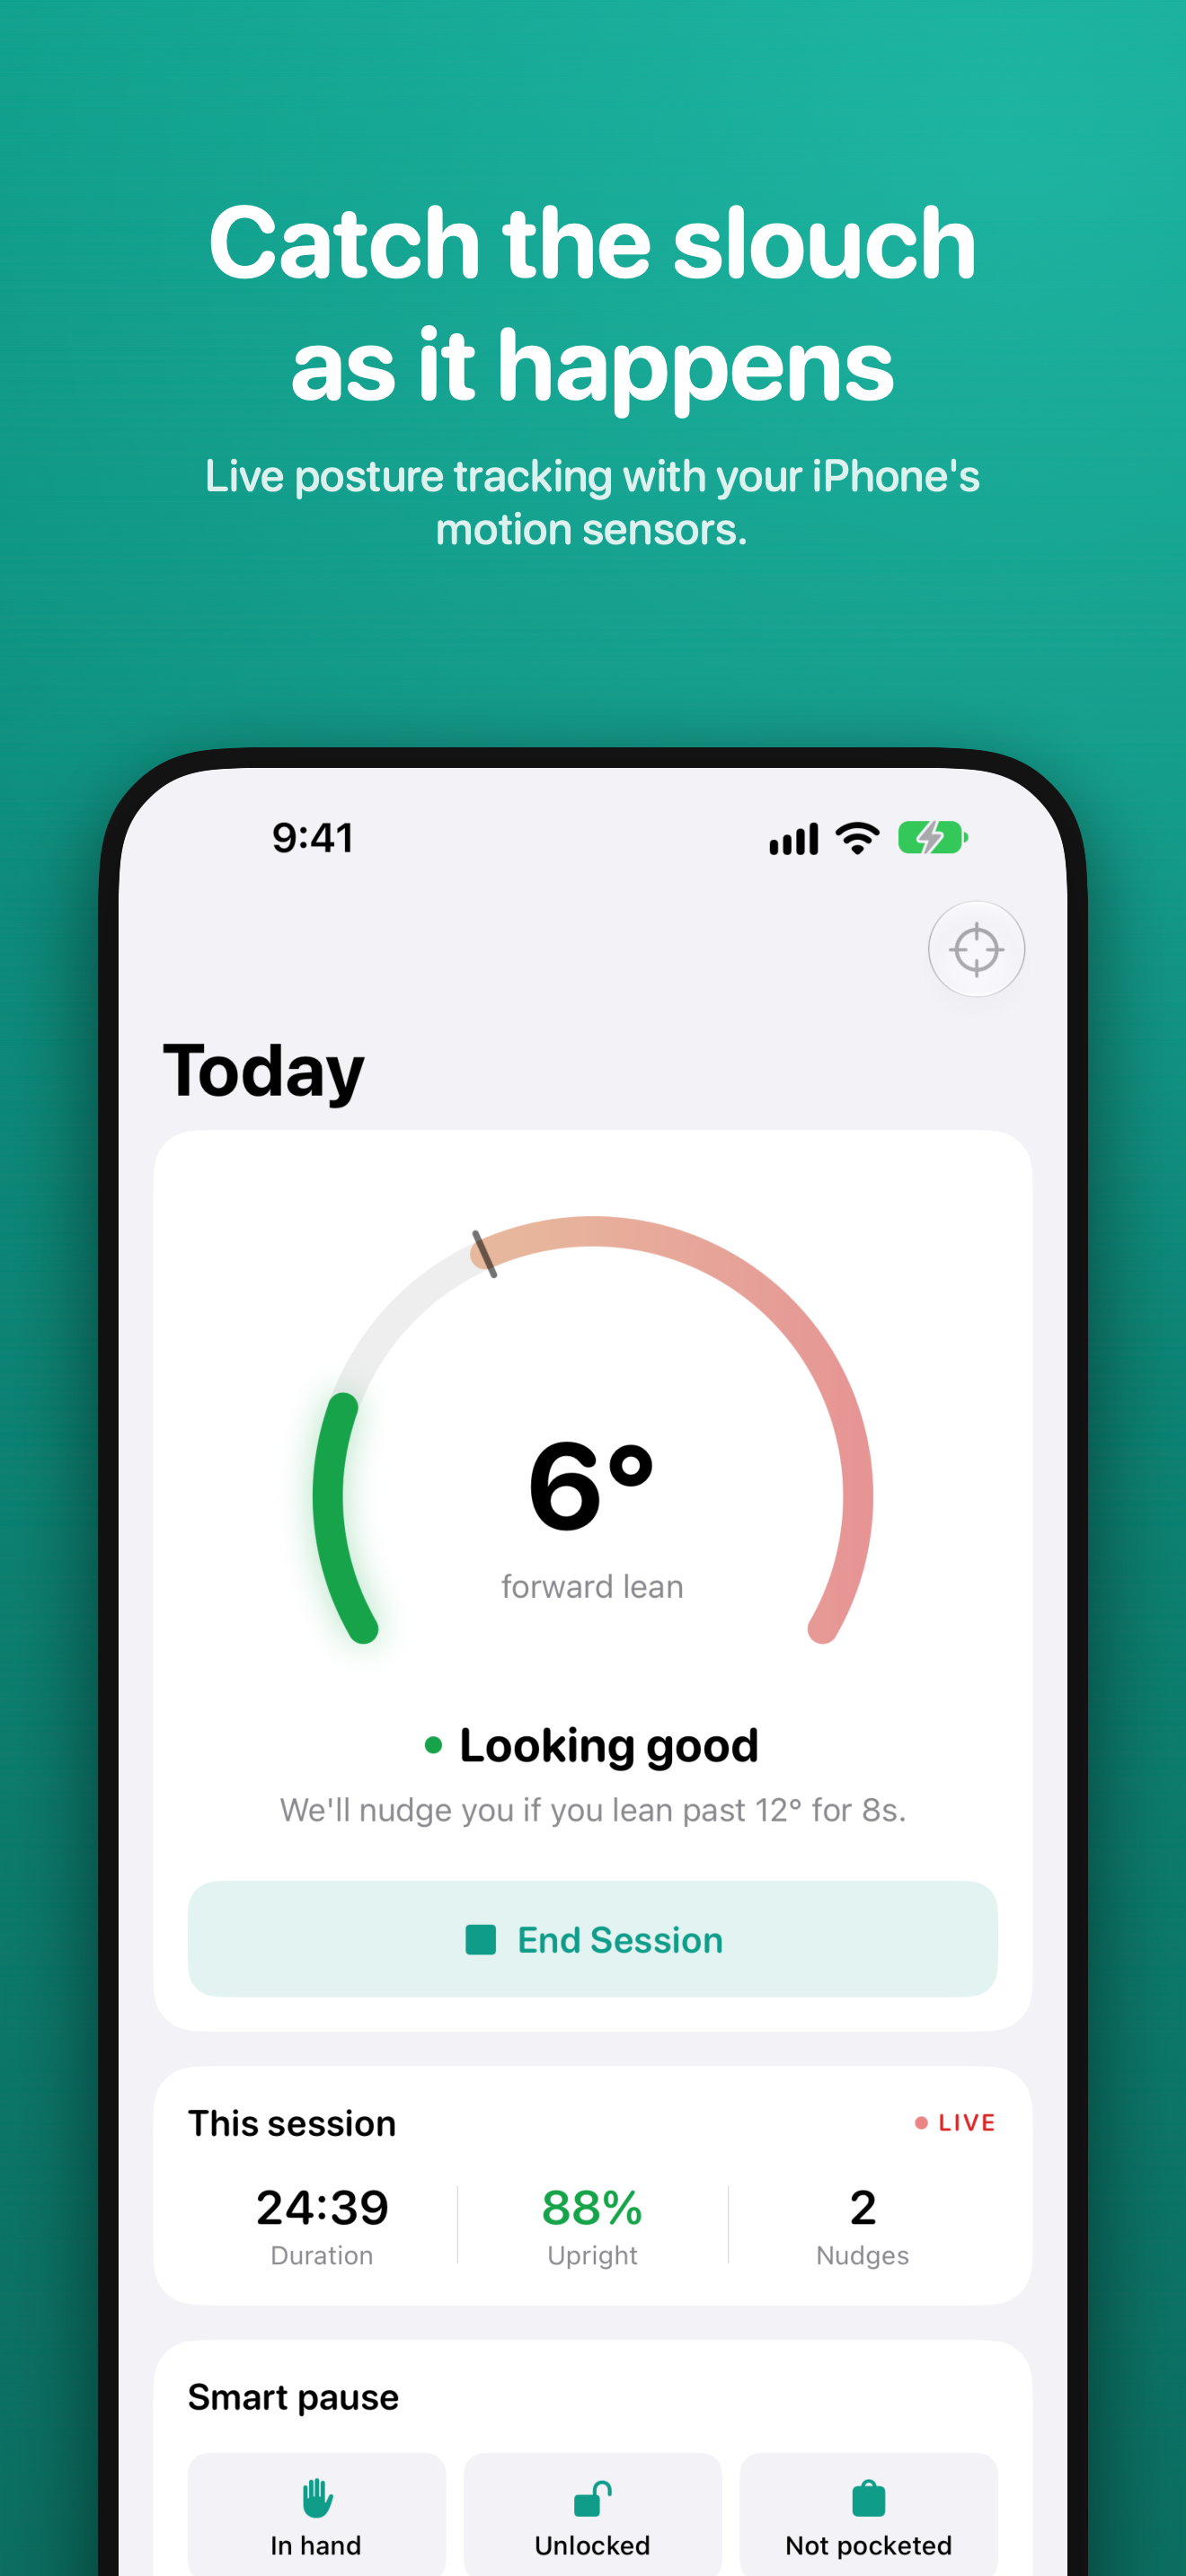 Catch the slouch
as it happens
Live posture tracking with your iPhone's
motion sensors.
9:41
Today
6°
forward lean
Looking good
We'll nudge you if you lean past 12° for 8s.
End Session
This session
LIVE
24:39
88%
2
Duration
Upright
Nudges
Smart pause
In hand
Unlocked
Not pocketed